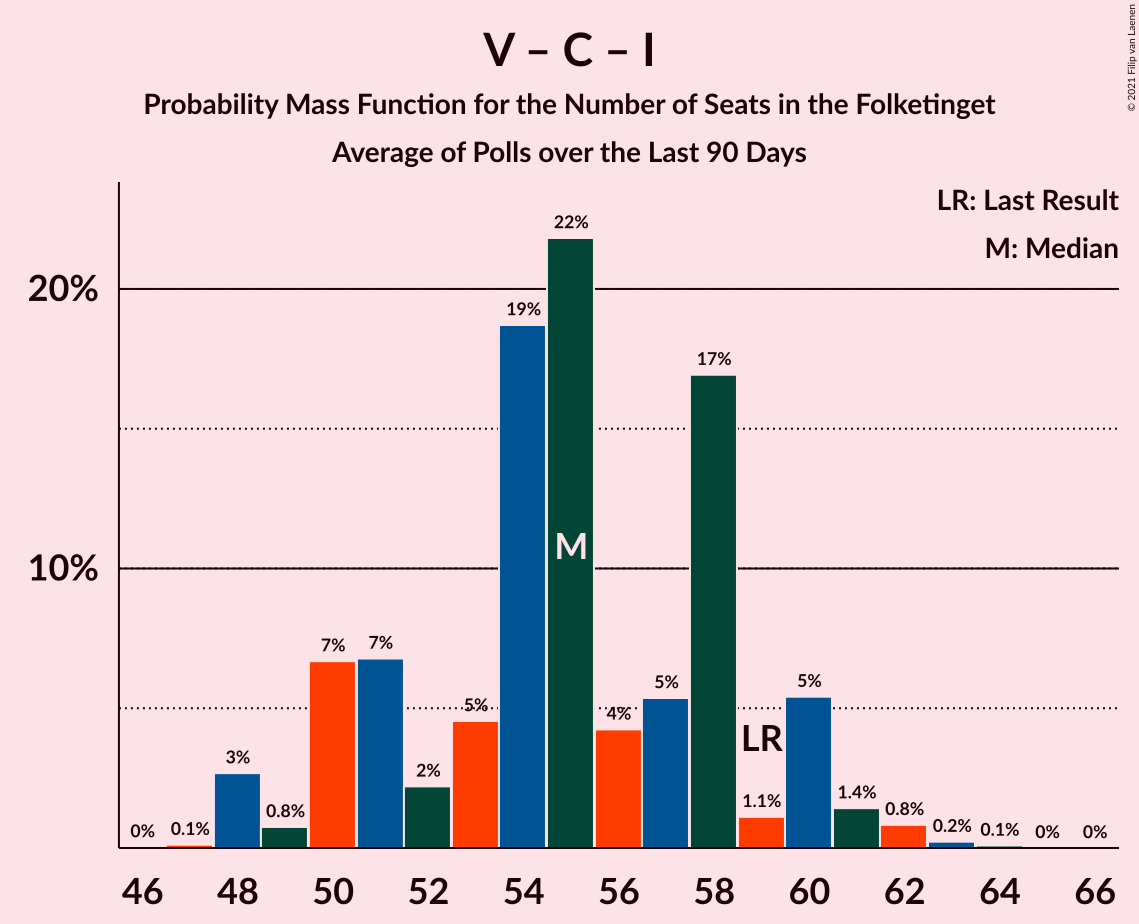 V – C – I
Probability Mass Function for the Number of Seats in the Folketinget
Average of Polls over the Last 90 Days
© 2021 Filip van Laenen
LR: Last Result
M: Median
20%
10%
0%
0.1%
3%
0.8%
7%
7%
2%
5%
19%
22%
4%
5%
17%
1.1%
5%
1.4%
0.8%
0.2%
0.1%
0%
0%
M
LR
46 48 50 52 54 56 58 60 62 64 66